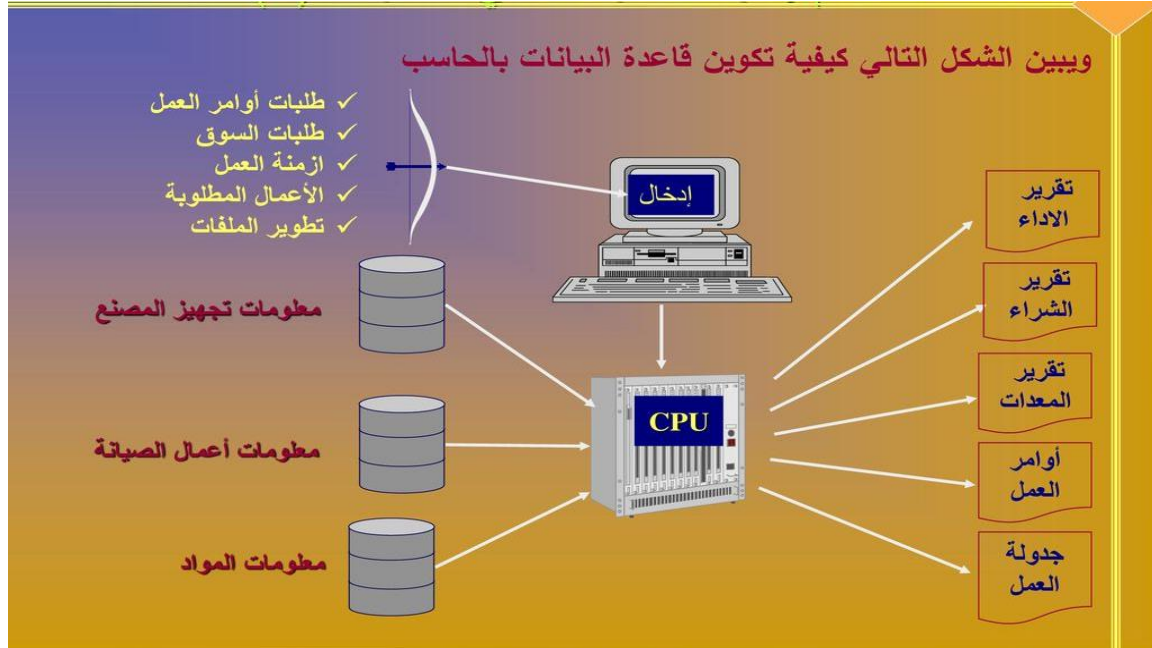 ويبين الشكل التالي كيفية تكوين قاعدة البيانات بالحاسب
✓ طلبات أوامر العمل
✓ طلبات السوق
✓ ازمنة العمل
✓ الأعمال المطلوبة
✓ تطوير الملفات
إدخال
تقرير
الاداء
معلومات تجهيز المصنع
تقرير
الشراء
تقرير
المعدات
CPU
معلومات أعمال الصيانة
أوامر
العمل
معلومات المواد
جدولة
العمل